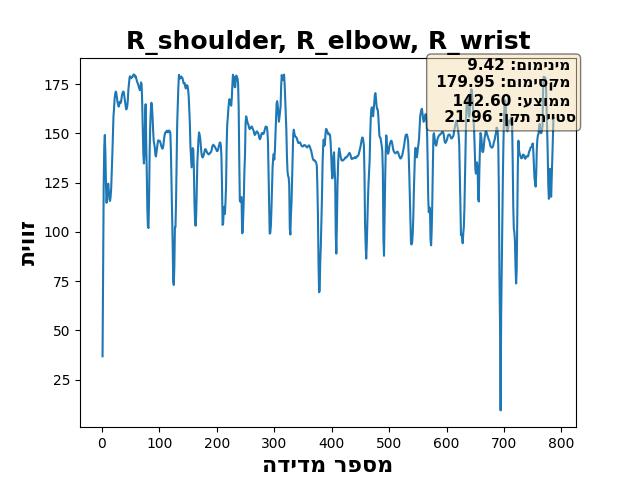 R_shoulder, R_elbow, R_wrist
מינימום: 9.42
מקסימום: 179.95
ממוצע: 142.60
סטיית תקן: 21.96
זווית
175
150
125
100
75
50
25
0 100 200 300 400 500 600 700 800
מספר מדידה